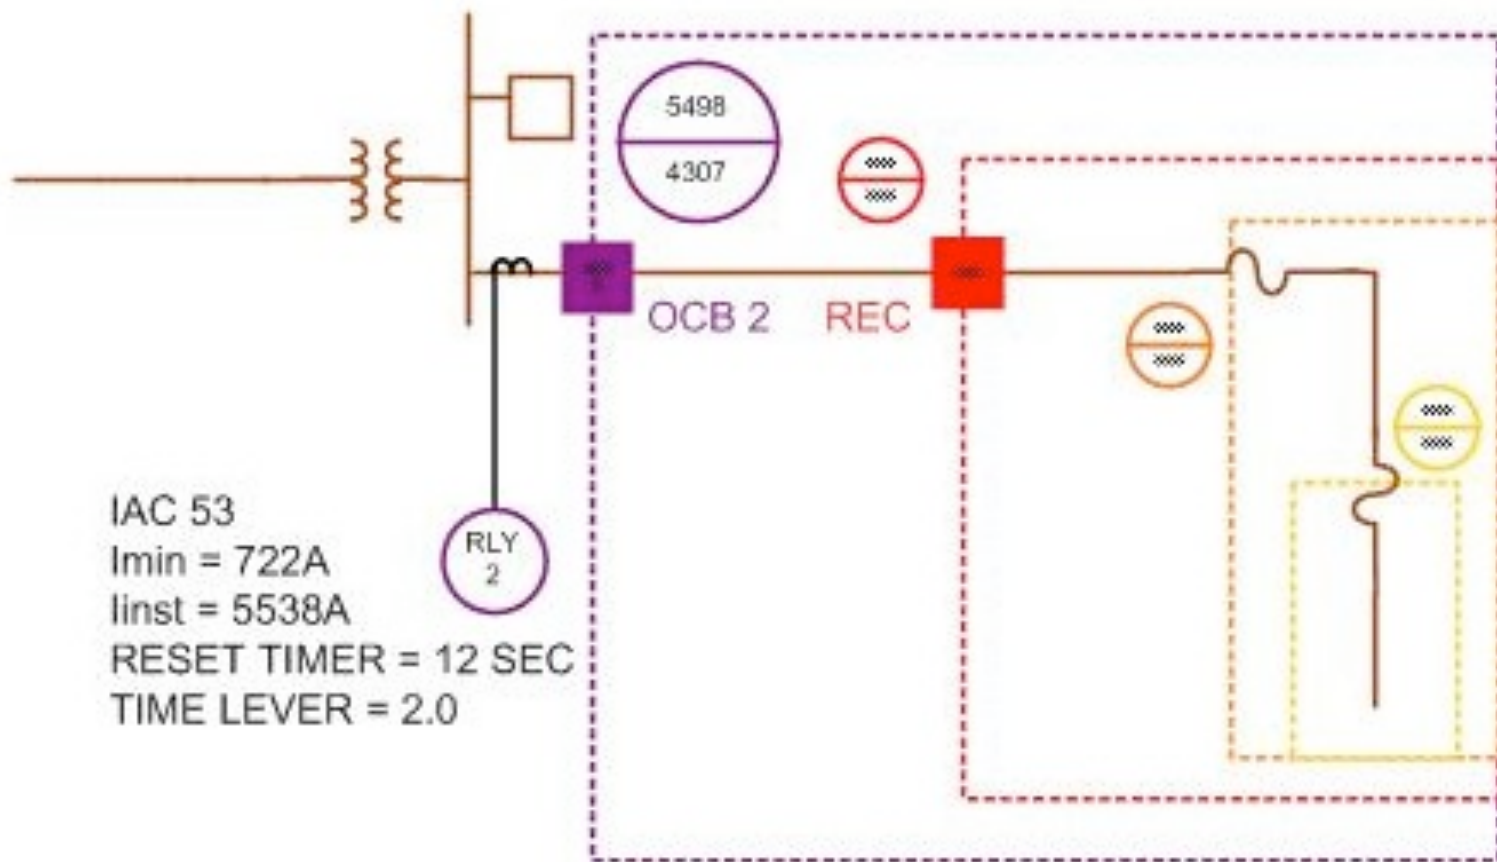 5498
4307
OCB 2
REC
RLY
2
IAC 53
Imin = 722A
Iinst = 5538A
RESET TIMER = 12 SEC
TIME LEVER = 2.0